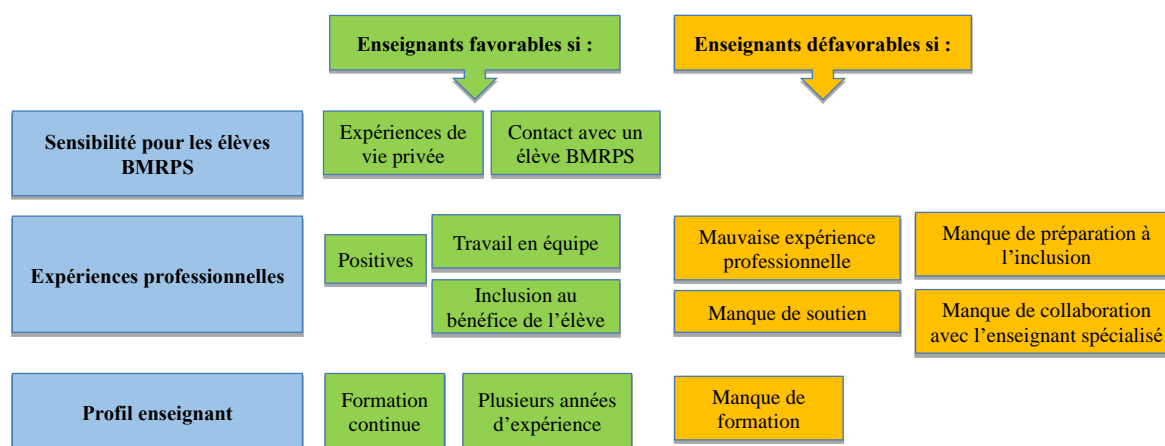 Enseignants favorables si :
Enseignants défavorables si :
Sensibilité pour les élèves
BMRPS
Expériences de
vie privée
Contact avec un
élève BMRPS
Expériences professionnelles
Positives
Travail en équipe
Inclusion au
bénéfice de l’élève
Mauvaise expérience
professionnelle
Manque de préparation à
l’inclusion
Manque de soutien
Manque de collaboration
avec l’enseignant spécialisé
Profil enseignant
Formation
continue
Plusieurs années
d’expérience
Manque de
formation